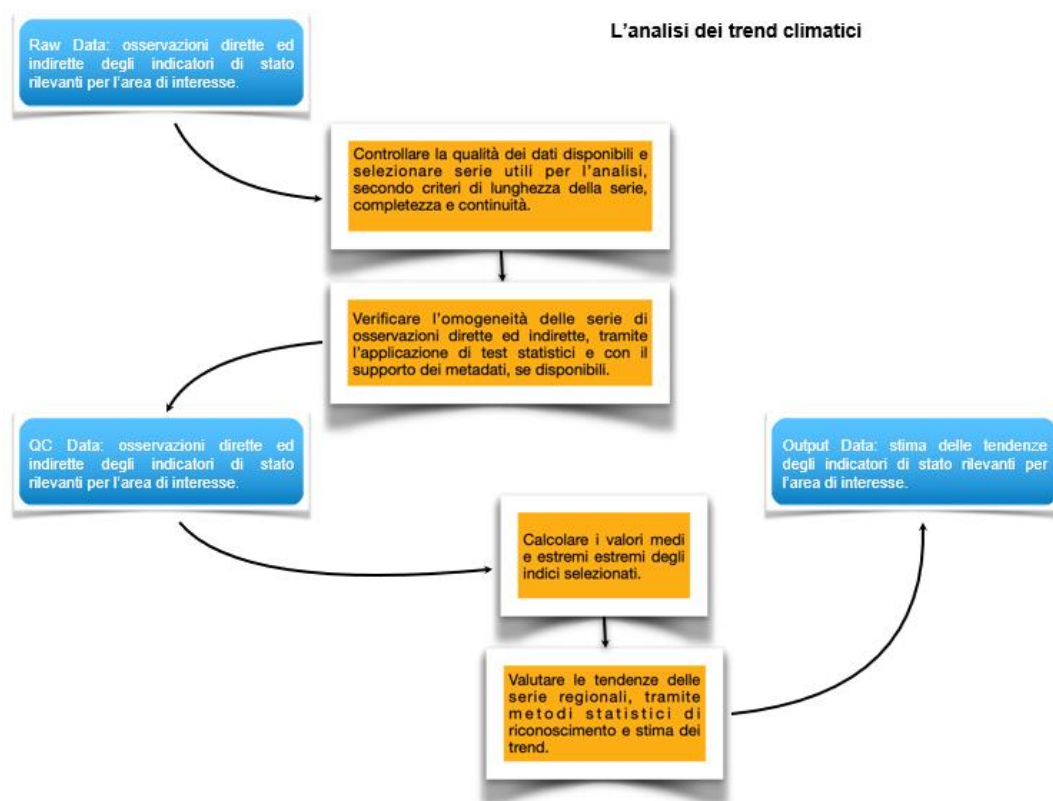 L'analisi dei trend climatici
Raw Data: osservazioni dirette ed
indirette degli indicatori di stato
rilevanti per l'area di interesse.
Controllare la qualità dei dati disponibili e
selezionare serie utili per l'analisi,
secondo criteri di lunghezza della serie,
completezza e continuità.
Verificare l'omogeneità delle serie di
osservazioni dirette ed indirette, tramite
l'applicazione di test statistici e con il
supporto dei metadati, se disponibili.
QC Data: osservazioni dirette ed
indirette degli indicatori di stato
rilevanti per l'area di interesse.
Calcolare i valori medi
e estremi estremi degli
indici selezionati.
Valutare le tendenze delle
serie regionali, tramite
metodi statistici di
riconoscimento e stima dei
trend.
Output Data: stima delle tendenze
degli indicatori di stato rilevanti per
l'area di interesse.